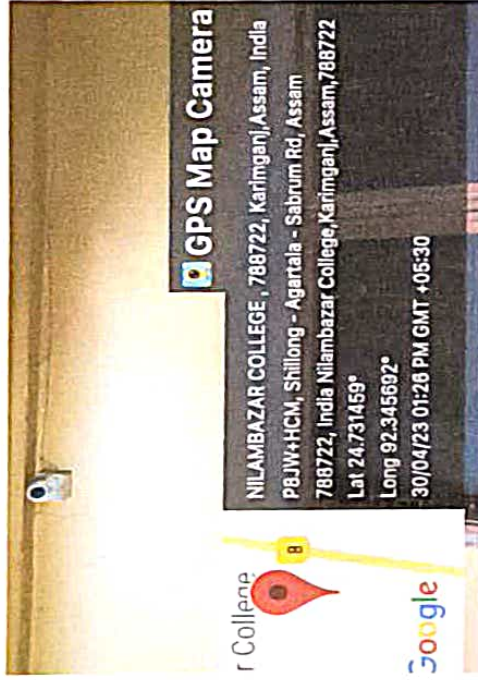 GPS Map Camera
NILAMBAZAR COLLEGE , 788722, Karimganj,Assam, India
P8JW+HCM, Shillong - Agartala - Sabrum Rd, Assam
788722, India Nilambazar College,Karimganj,Assam,788722
Lat 24.731459°
Long 92.345692°
30/04/23 01:26 PM GMT +05:30
r College
8
Google